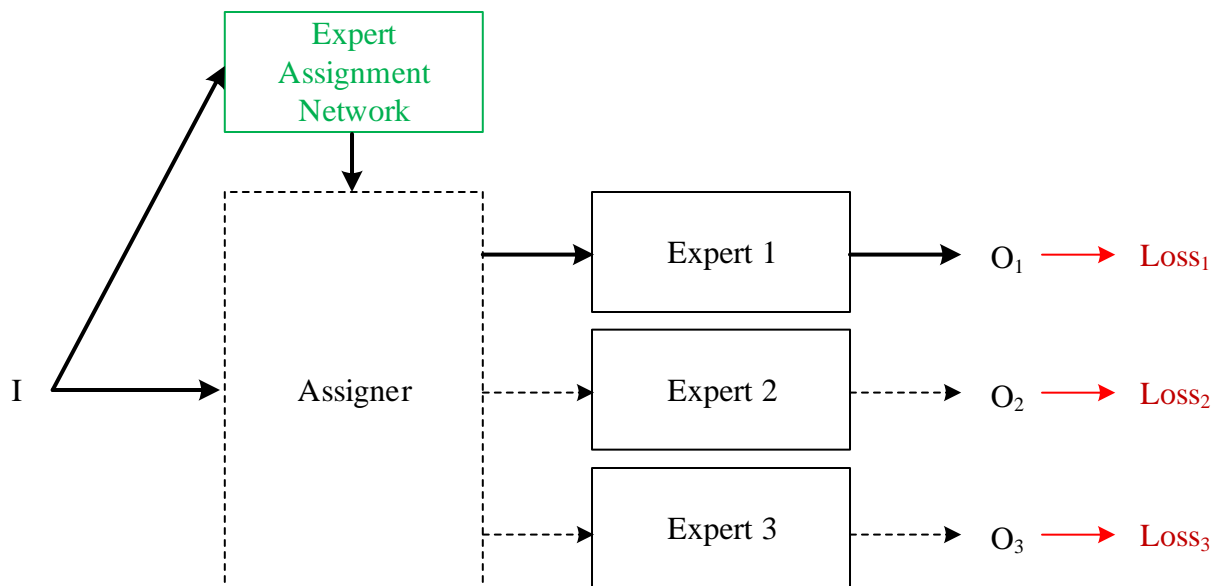 Expert
Assignment
Network
Expert 1
O₁
Loss₁
I
Assigner
Expert 2
O₂
Loss₂
Expert 3
O₃
Loss₃